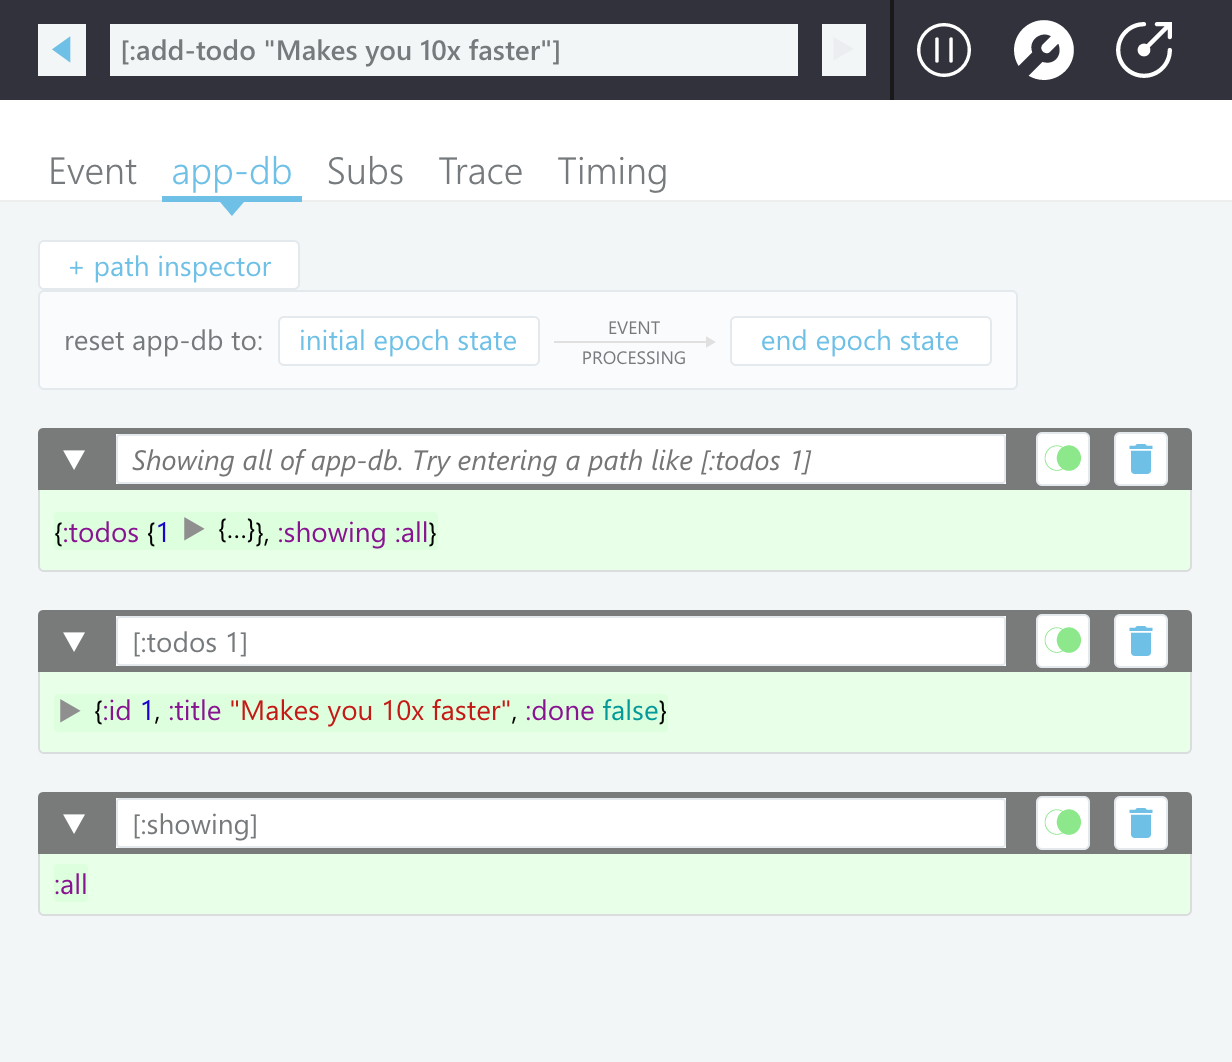 [:add-todo "Makes you 10x faster"]
Event app-db Subs Trace Timing
+ path inspector
reset app-db to: initial epoch state EVENT PROCESSING end epoch state
Showing all of app-db. Try entering a path like [:todos 1]
{:todos {1 {...}}, :showing :all}
[:todos 1]
{:id 1, :title "Makes you 10x faster", :done false}
[:showing]
:all